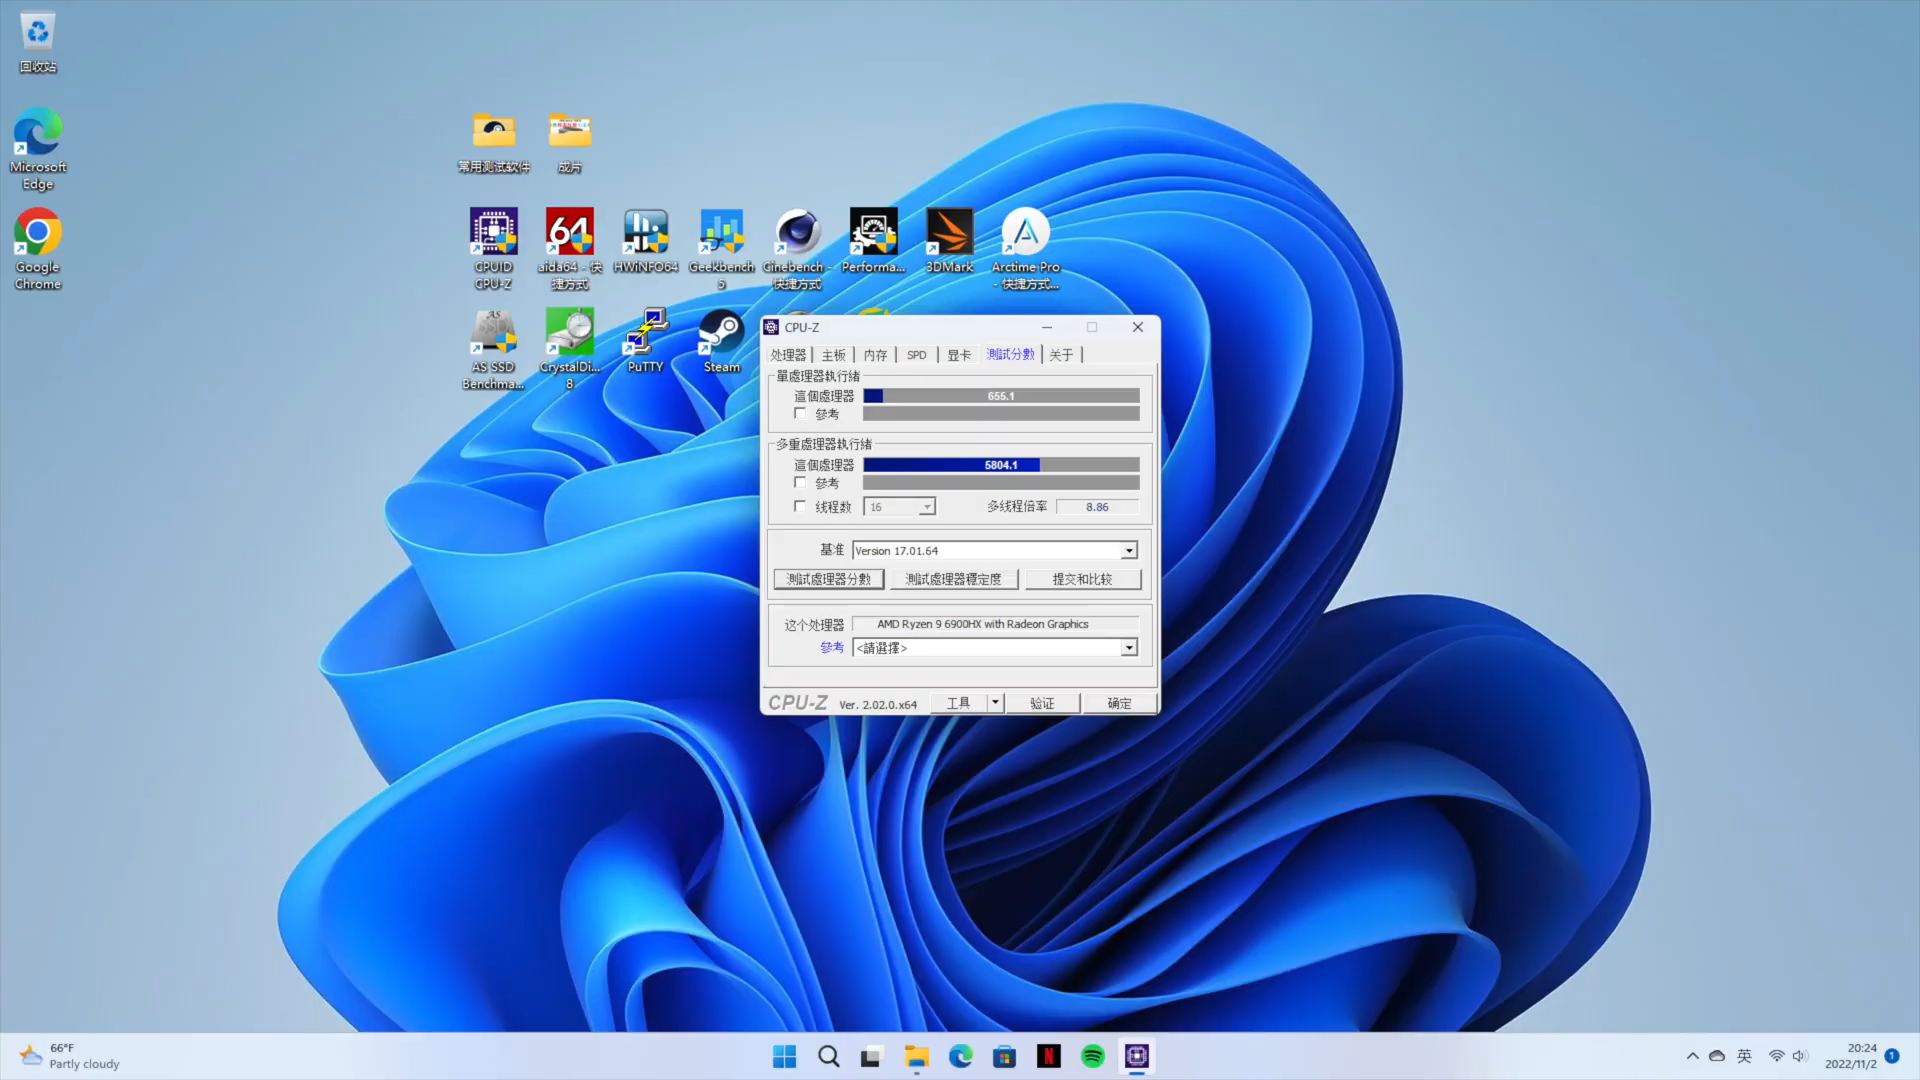 回收站
Microsoft
Edge
Google
Chrome
常用测试软件
成片
CPUID
CPU-Z
aida64 - 快
捷方式
HWiNFO64
Geekbench
5
Cinebench -
快捷方式
Performa...
3DMark
Arctime Pro
- 快捷方式...
AS SSD
Benchma...
CrystalDi...
8
PuTTY
Steam
CPU-Z
处理器
主板
内存
SPD
显卡
測試分數
关于
單處理器執行緒
這個處理器
655.1
參考
多重處理器執行緒
這個處理器
5804.1
參考
线程数
16
多线程倍率
8.86
基准
Version 17.01.64
測試處理器分數
測試處理器穩定度
提交和比较
这个处理器
AMD Ryzen 9 6900HX with Radeon Graphics
參考
<請選擇>
CPU-Z
Ver. 2.02.0.x64
工具
验证
确定
66°F
Partly cloudy
英
20:24
2022/11/2
1